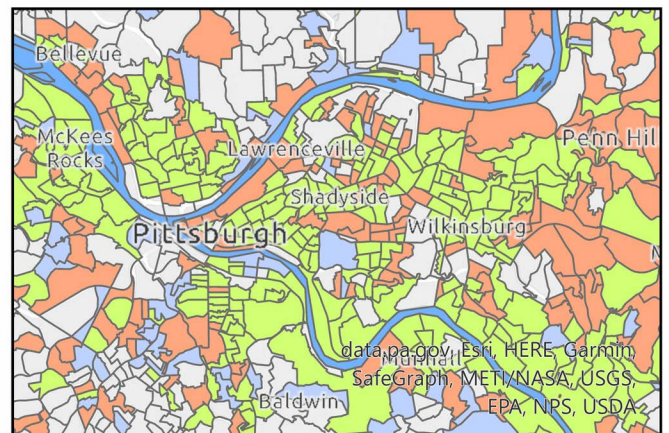 Bellevue
McKees
Rocks
Lawrenceville
Penn Hil
Shadyside
Pittsburgh
Wilkinsburg
data.pa.gov, Esri, HERE, Garmin,
Munhall
SafeGraph, METI/NASA, USGS,
Baldwin
EPA, NPS, USDA